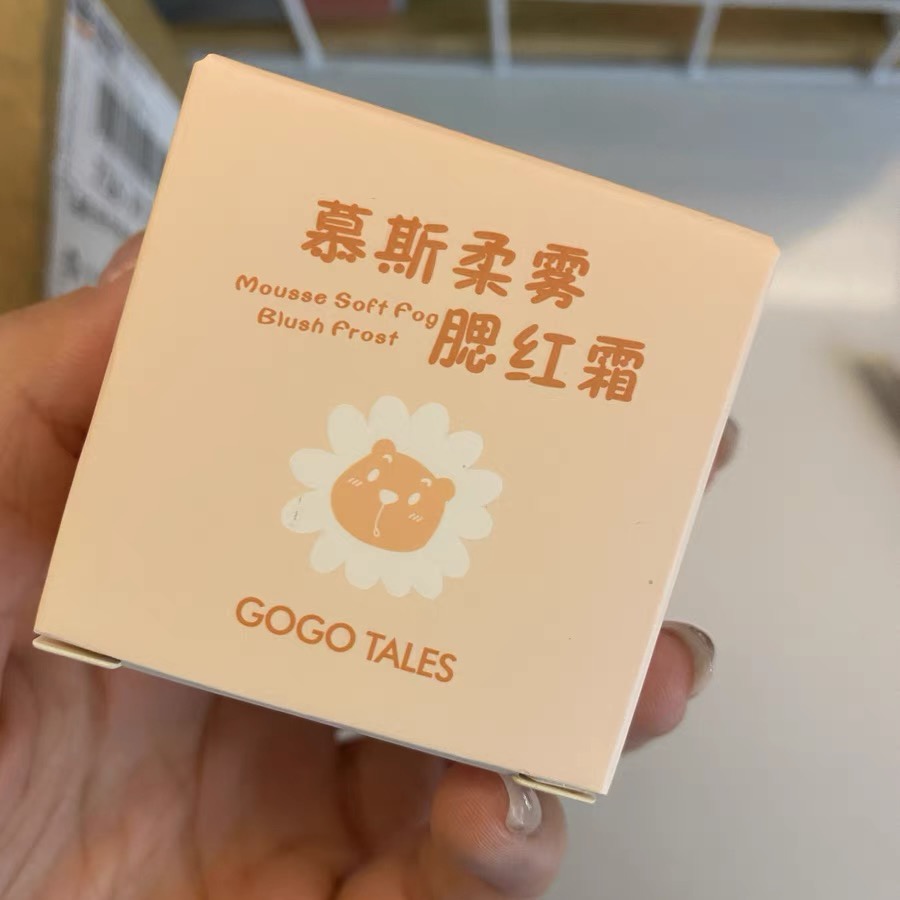 慕斯柔雾
Mousse Soft Fog
Blush Frost
腮红霜
GOGO TALES